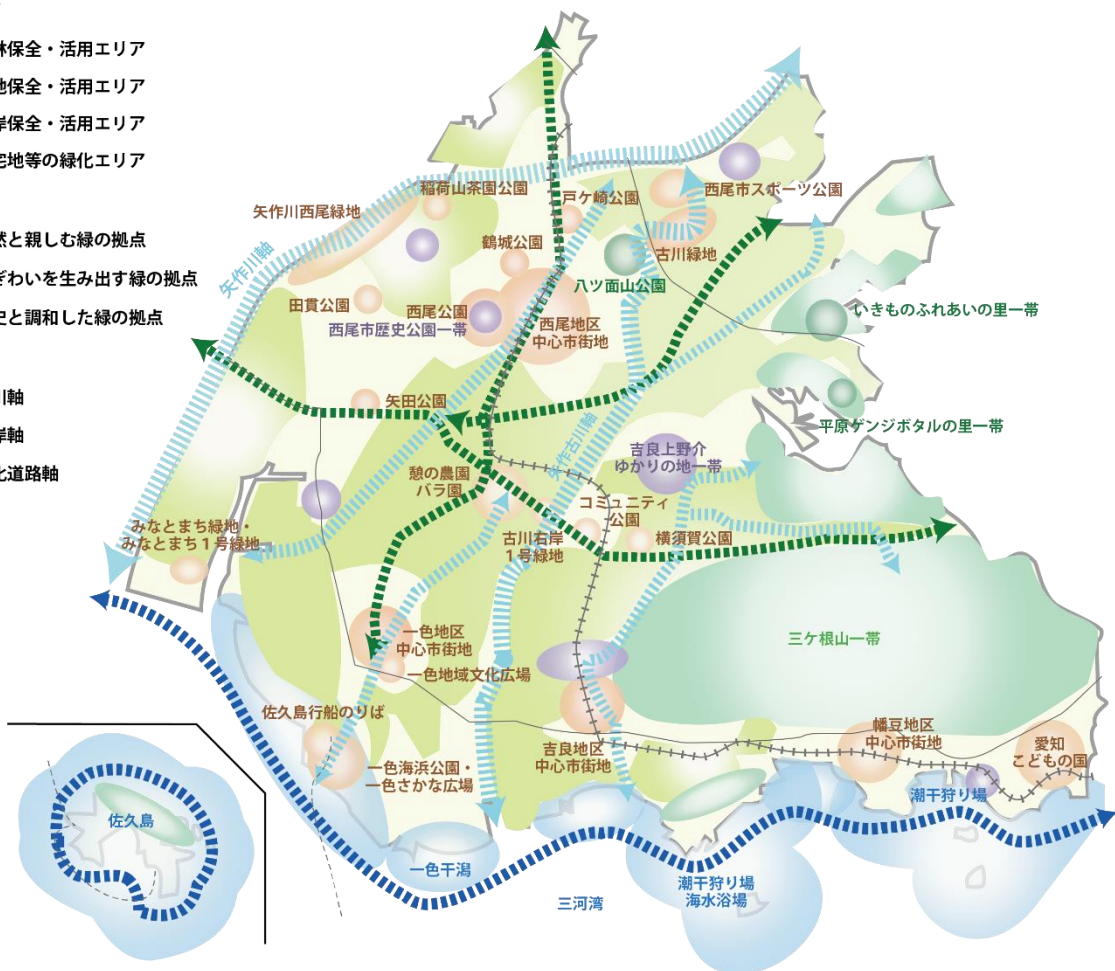 林保全・活用エリア
地保全・活用エリア
岸保全・活用エリア
宅地等の緑化エリア
然と親しむ緑の拠点
ぎわいを生み出す緑の拠点
史と調和した緑の拠点
川軸
岸軸
化道路軸
稲荷山茶園公園
戸ケ崎公園
西尾市スポーツ公園
矢作川西尾緑地
鶴城公園
古川緑地
矢作川軸
八ツ面山公園
田貫公園
西尾公園
西尾市歴史公園一帯
西尾地区
中心市街地
いきものふれあいの里一帯
矢田公園
平原ゲンジボタルの里一帯
矢作古川軸
吉良上野介
ゆかりの地一帯
憩の農園
バラ園
コミュニティ
公園
みなとまち緑地・
みなとまち１号緑地
古川右岸
１号緑地
横須賀公園
一色地区
中心市街地
三ケ根山一帯
一色地域文化広場
佐久島行船のりば
吉良地区
中心市街地
幡豆地区
中心市街地
愛知
こどもの国
一色海浜公園・
一色さかな広場
潮干狩り場
佐久島
一色干潟
潮干狩り場
海水浴場
三河湾